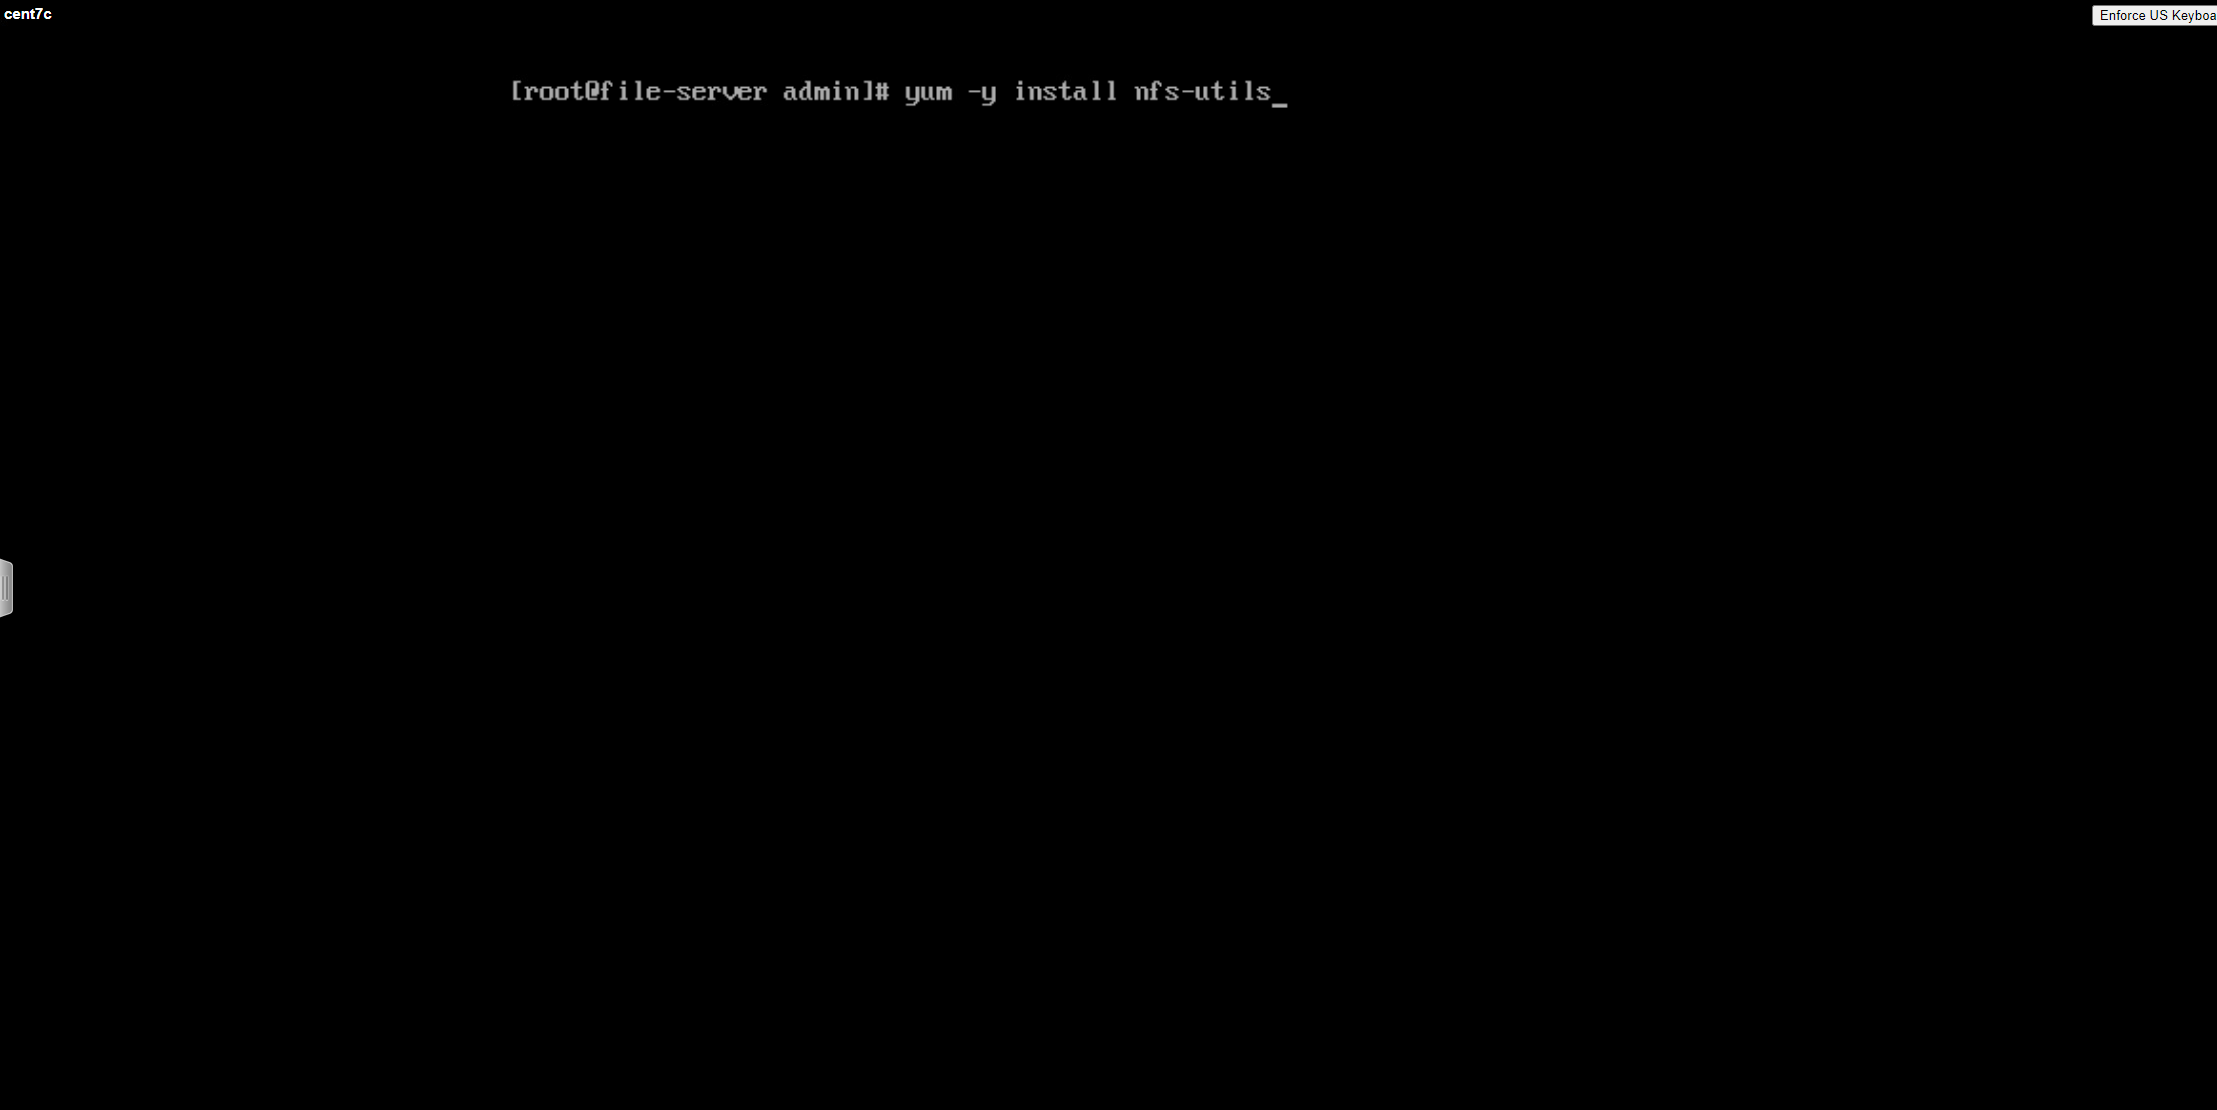 cent7c
Enforce US Keyboa
[root@file-server admin]# yum -y install nfs-utils_